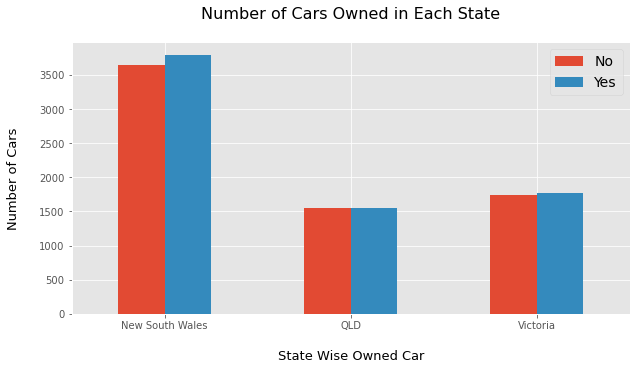 Number of Cars Owned in Each State
No
Yes
3500
3000
2500
2000
1500
1000
500
0
Number of Cars
New South Wales
QLD
Victoria
State Wise Owned Car